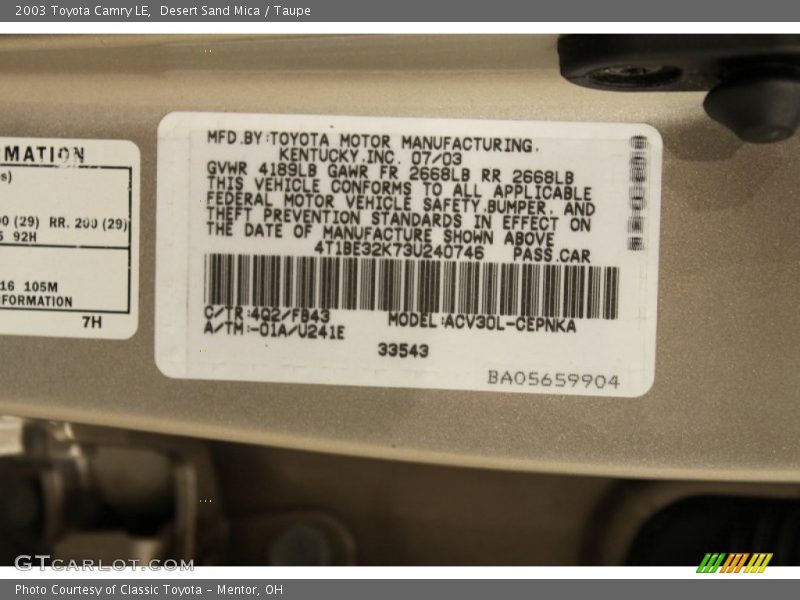 2003 Toyota Camry LE, Desert Sand Mica / Taupe
MFD.BY:TOYOTA MOTOR MANUFACTURING.
KENTUCKY.INC. 07/03
GVWR 4189LB GAWR FR 2668LB RR 2668LB
THIS VEHICLE CONFORMS TO ALL APPLICABLE
FEDERAL MOTOR VEHICLE SAFETY.BUMPER. AND
THEFT PREVENTION STANDARDS IN EFFECT ON
THE DATE OF MANUFACTURE SHOWN ABOVE
4T1BE32K73U240746 PASS.CAR
C/TR:4Q2/FB43 MODEL:ACV30L-CEPNKA
A/TM:-01A/U241E
33543
BA05659904
RMATION
(29) RR. 200 (29)
92H
16 105M
FORMATION
7H
GTCARLOT.COM
Photo Courtesy of Classic Toyota - Mentor, OH